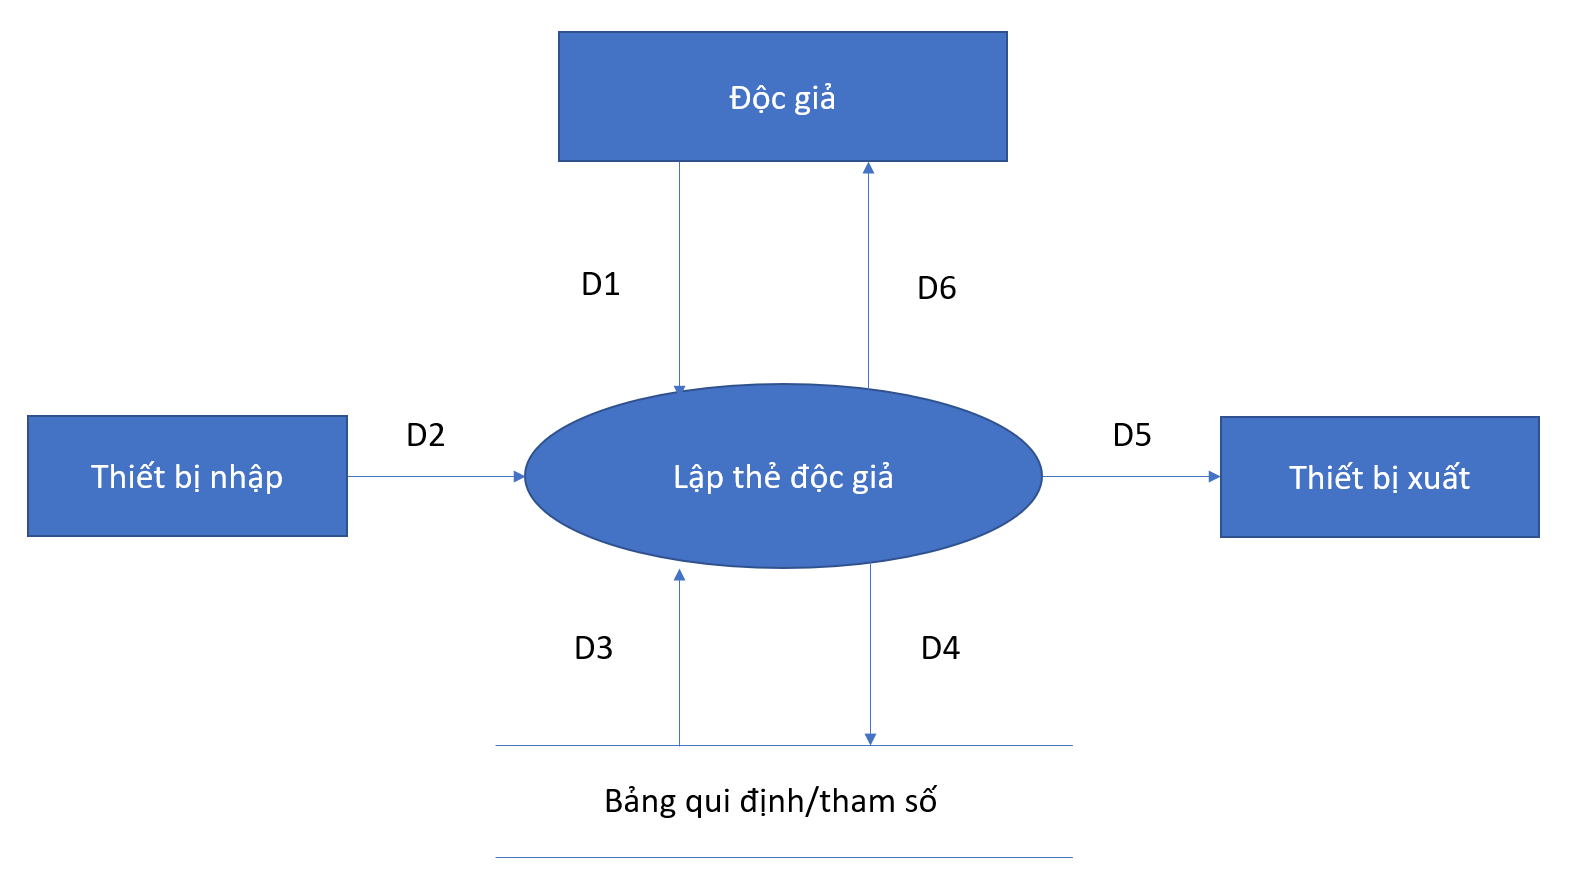 Độc giả
D1
D6
Thiết bị nhập
D2
Lập thẻ độc giả
D5
Thiết bị xuất
D3
D4
Bảng qui định/tham số